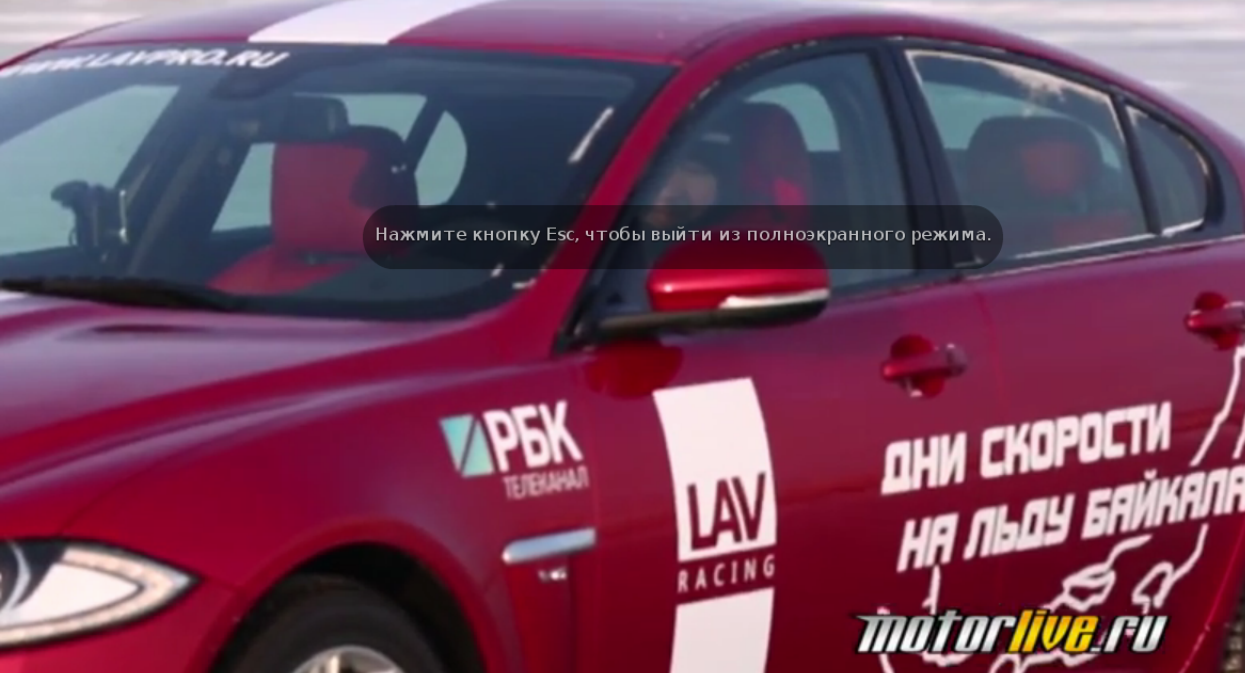 WWW.LAVPRO.RU
Нажмите кнопку Esc, чтобы выйти из полноэкранного режима.
РБК
ТЕЛЕКАНАЛ
LAV
RACING
ДНИ СКОРОСТИ
НА ЛЬДУ БАЙКАЛА
motorlive.ru